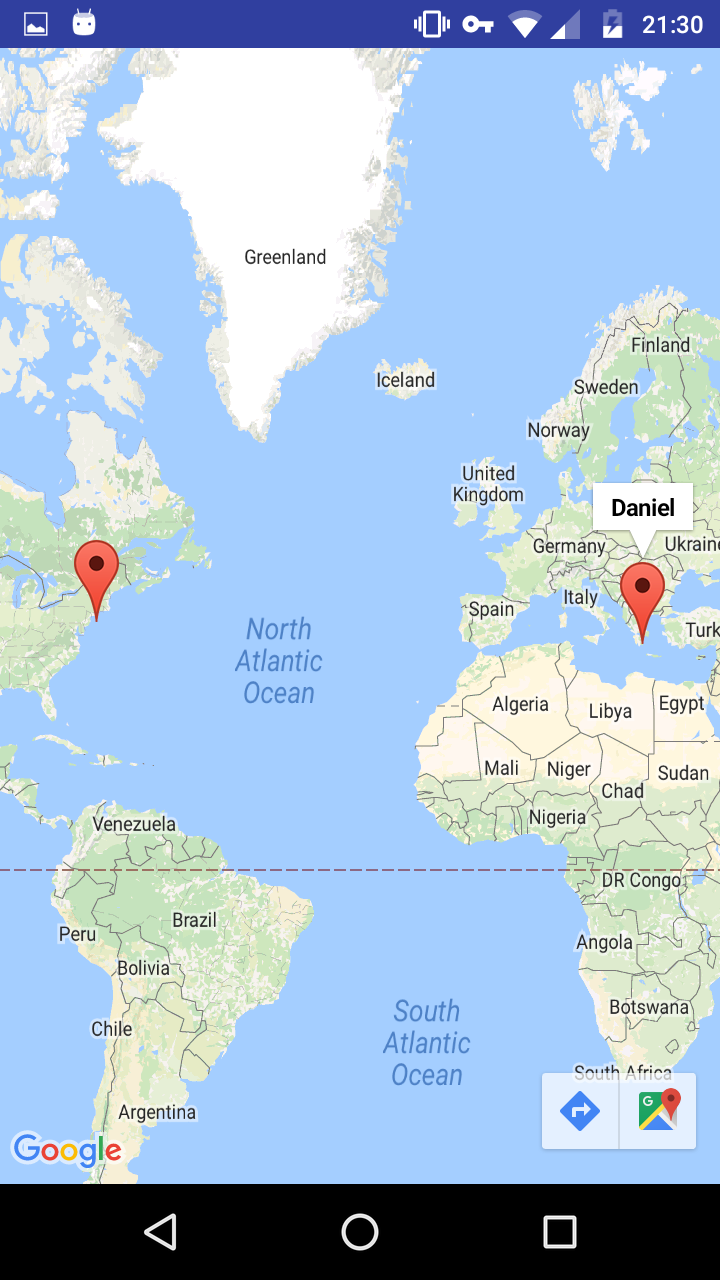 21:30
Greenland
Finland
Iceland
Sweden
Norway
United
Kingdom
Daniel
Germany
Ukraine
Italy
Spain
North
Atlantic
Ocean
Turk
Algeria
Libya
Egypt
Mali
Niger
Sudan
Chad
Nigeria
Venezuela
DR Congo
Brazil
Peru
Angola
Bolivia
Botswana
South
Atlantic
Ocean
Chile
South Africa
Argentina
G
Google